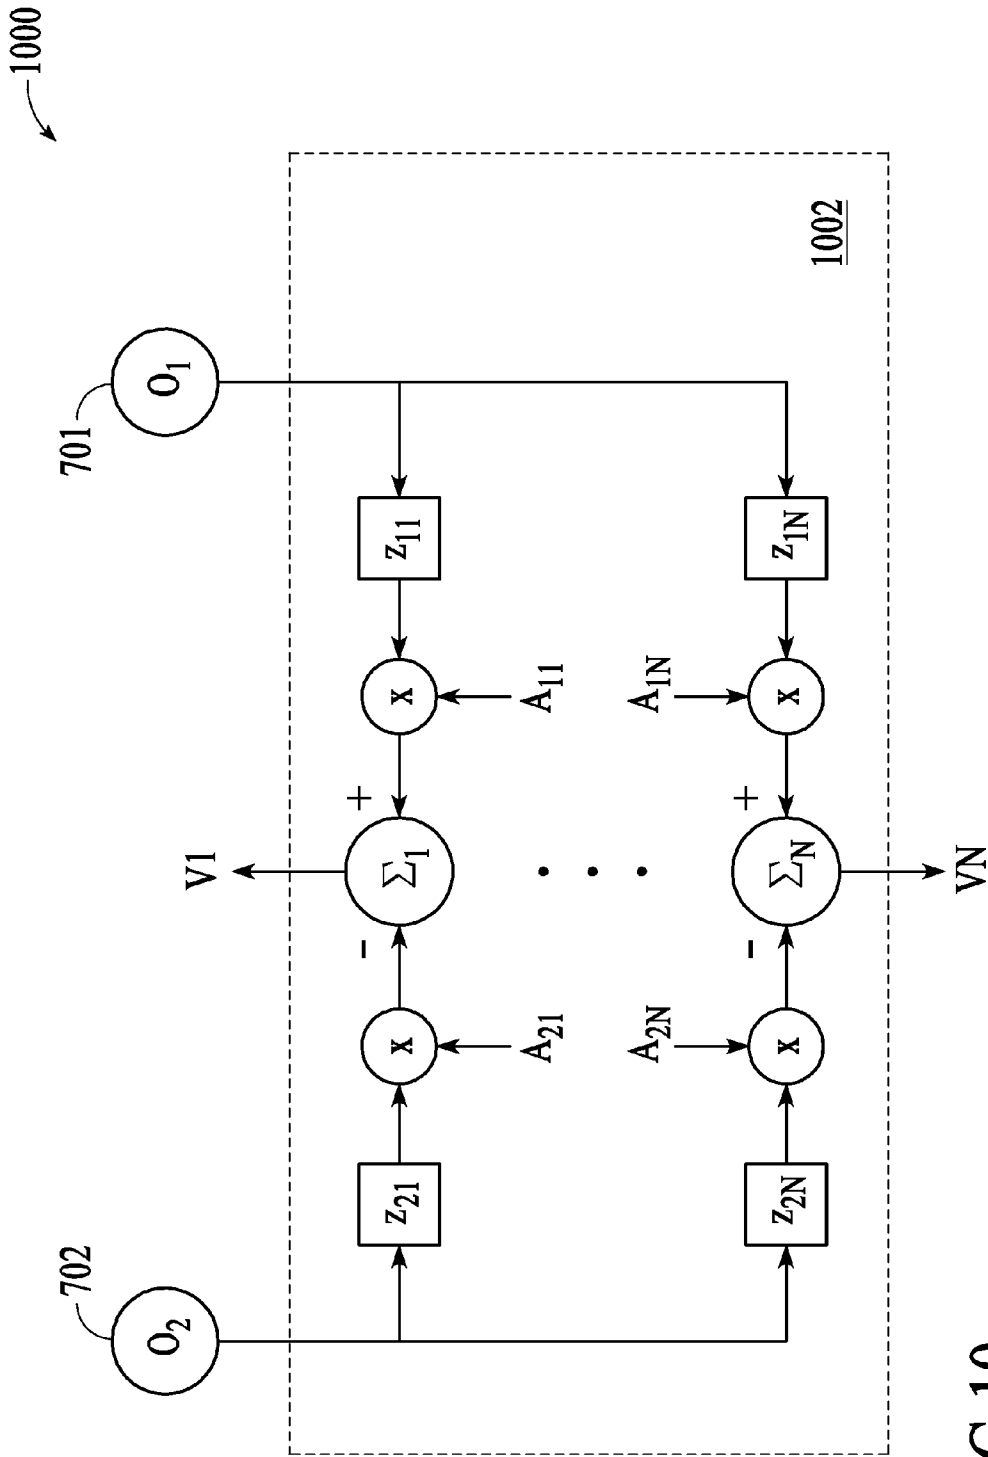 1000
702
O₂
701
O₁
V1
z₂₁
x
-
Σ₁
+
x
z₁₁
A₂₁
A₁₁
. . .
A₂N
A₁N
z₂N
x
-
ΣN
+
x
z₁N
1002
VN